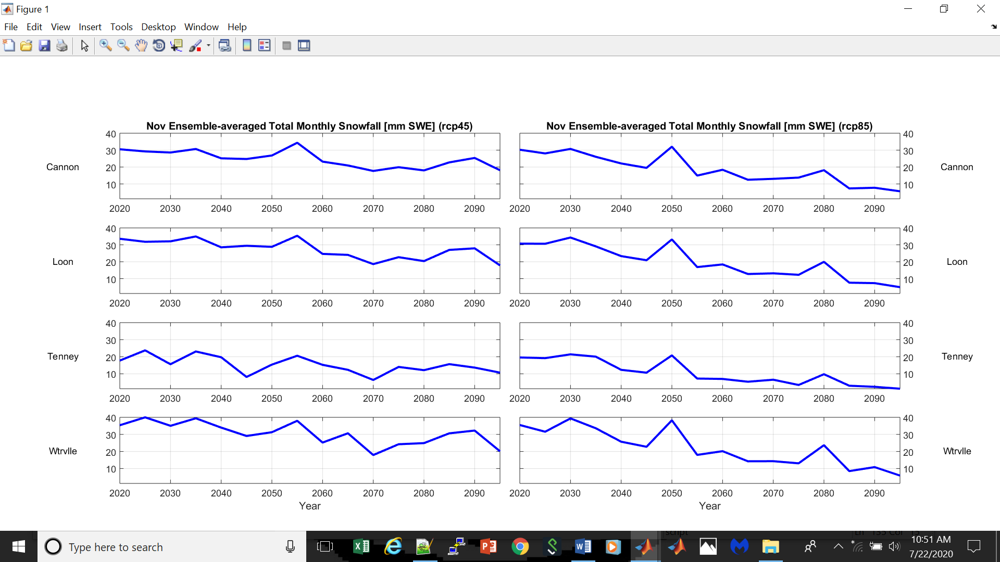 Figure 1
File Edit View Insert Tools Desktop Window Help
Nov Ensemble-averaged Total Monthly Snowfall [mm SWE] (rcp45)
Nov Ensemble-averaged Total Monthly Snowfall [mm SWE] (rcp85)
40 40
30 30
Cannon 20 20 Cannon
10 10
2020 2030 2040 2050 2060 2070 2080 2090 2020 2030 2040 2050 2060 2070 2080 2090
40 40
30 30
Loon 20 20 Loon
10 10
2020 2030 2040 2050 2060 2070 2080 2090 2020 2030 2040 2050 2060 2070 2080 2090
40 40
30 30
Tenney 20 20 Tenney
10 10
2020 2030 2040 2050 2060 2070 2080 2090 2020 2030 2040 2050 2060 2070 2080 2090
40 40
30 30
Wtrvlle 20 20 Wtrvlle
10 10
2020 2030 2040 2050 2060 2070 2080 2090 2020 2030 2040 2050 2060 2070 2080 2090
Year Year
script
Type here to search
10:51 AM
7/22/2020